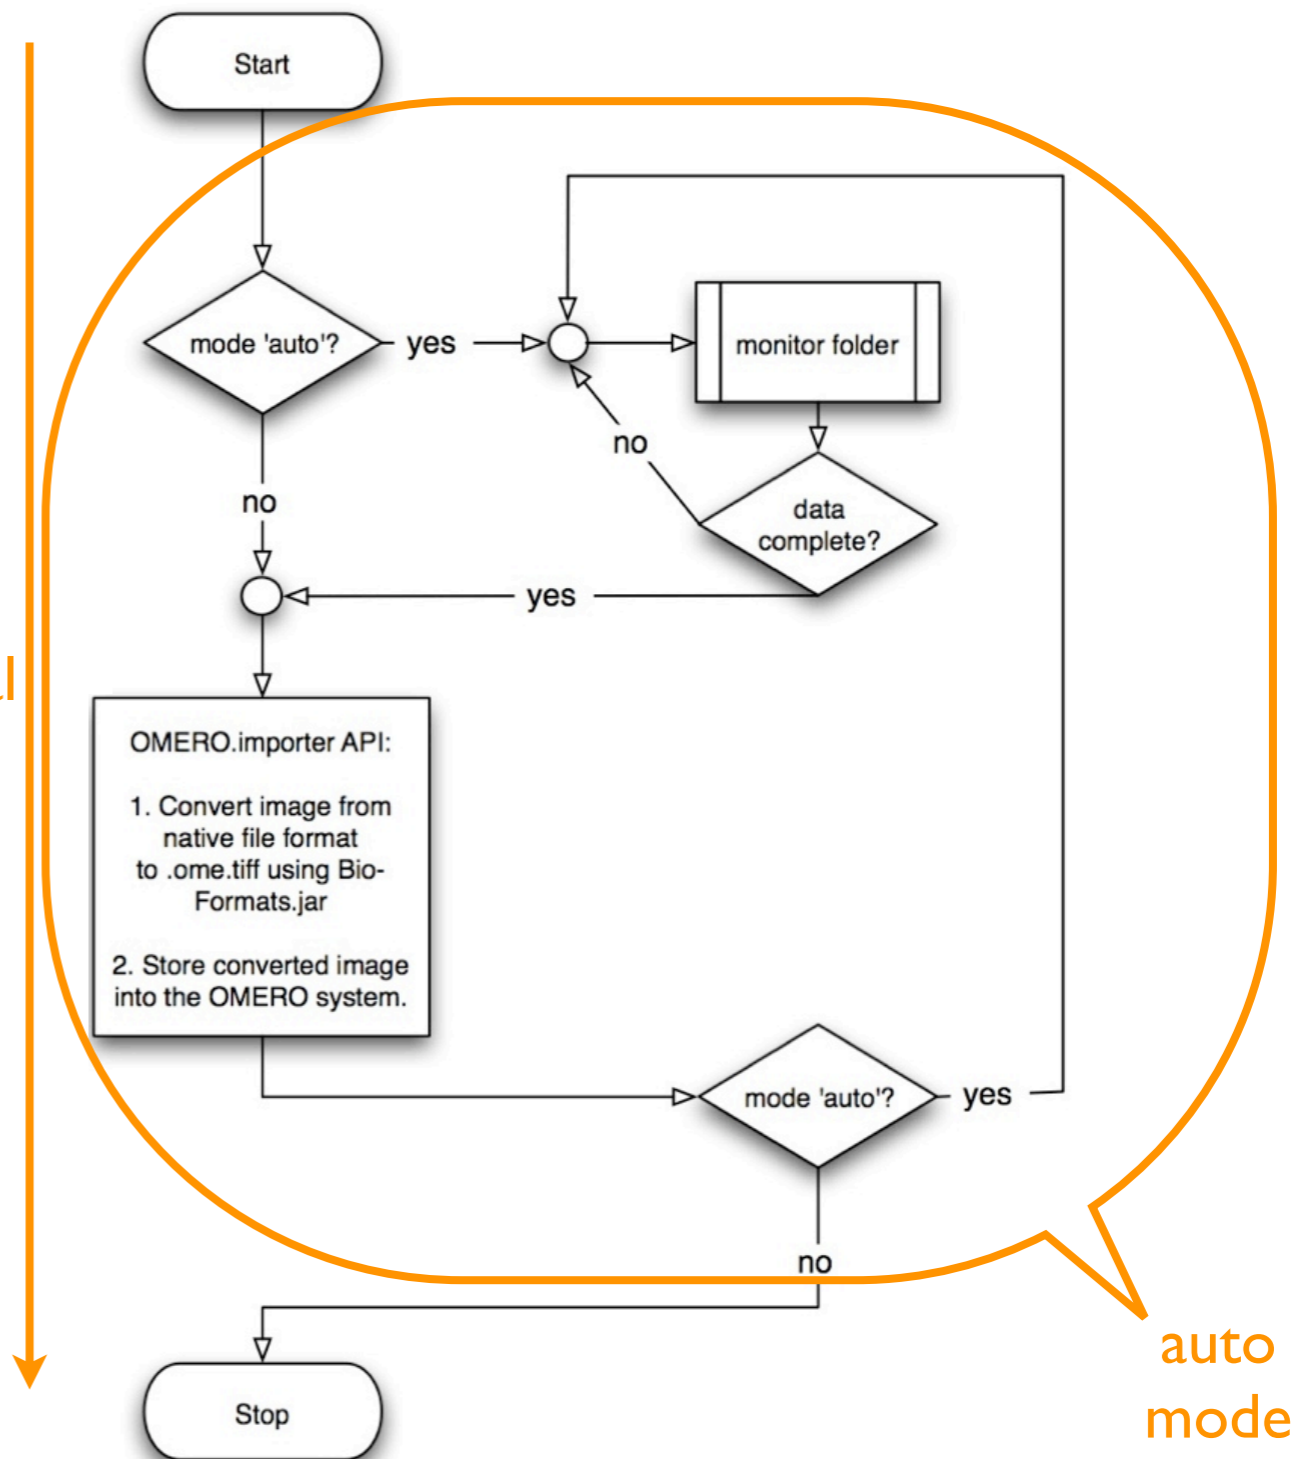 Start
mode 'auto'?
yes
monitor folder
no
data
complete?
no
yes
OMERO.importer API:
1. Convert image from
native file format
to .ome.tiff using Bio-
Formats.jar
2. Store converted image
into the OMERO system.
mode 'auto'?
yes
no
Stop
auto
mode